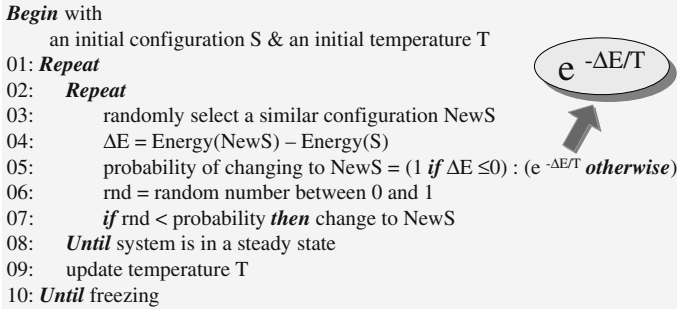 Begin with
an initial configuration S & an initial temperature T
01: Repeat
02: Repeat
03: randomly select a similar configuration NewS
04: ΔE = Energy(NewS) – Energy(S)
05: probability of changing to NewS = (1 if ΔE ≤0) : (e -ΔE/T otherwise)
06: rnd = random number between 0 and 1
07: if rnd < probability then change to NewS
08: Until system is in a steady state
09: update temperature T
10: Until freezing
e -ΔE/T